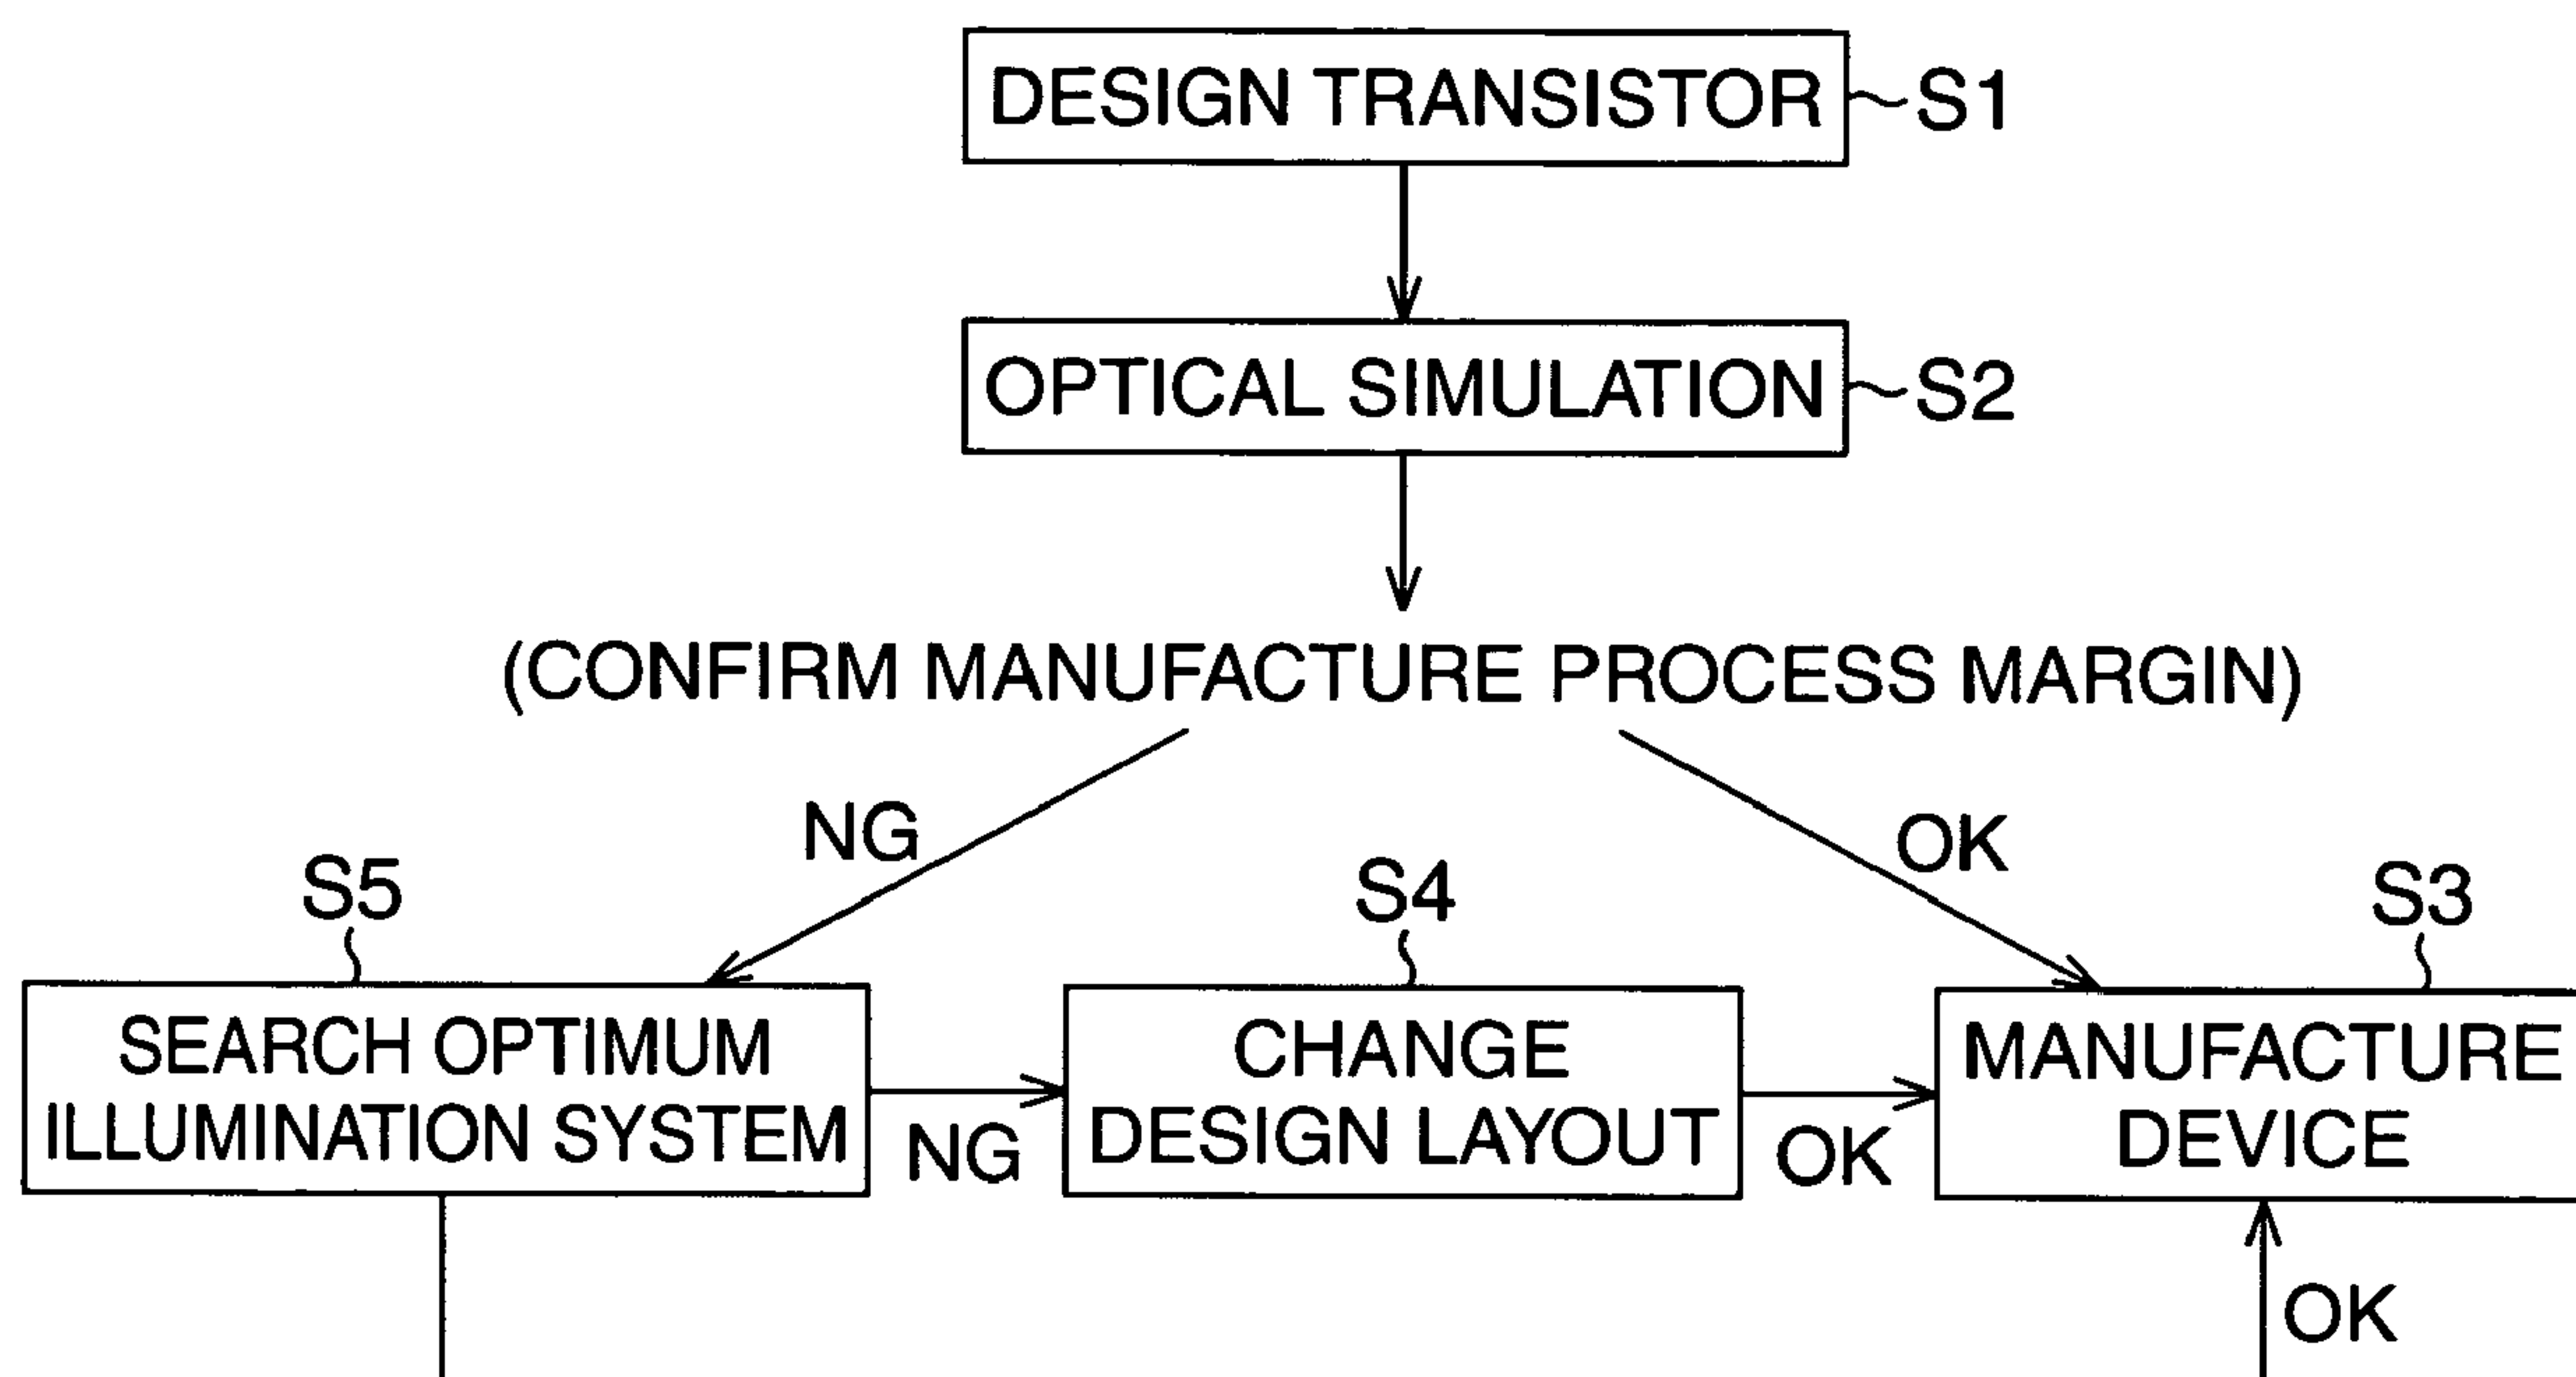 DESIGN TRANSISTOR
S1
OPTICAL SIMULATION
S2
(CONFIRM MANUFACTURE PROCESS MARGIN)
NG
OK
S5
S4
S3
SEARCH OPTIMUM
ILLUMINATION SYSTEM
NG
CHANGE
DESIGN LAYOUT
OK
MANUFACTURE
DEVICE
OK